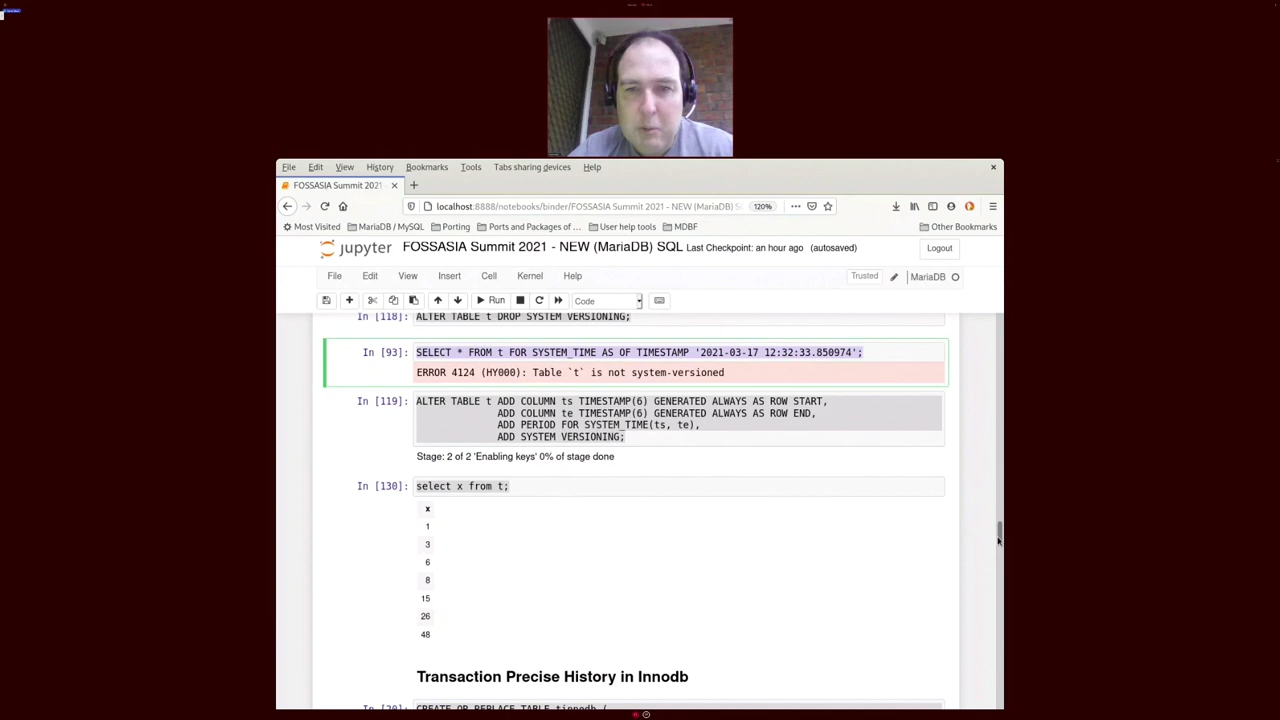 File Edit View History Bookmarks Tools Tabs sharing devices Help
FOSSASIA Summit 2021 -
localhost:8888/notebooks/binder/FOSSASIA Summit 2021 - NEW (MariaDB) S 120%
Most Visited MariaDB / MySQL Porting Ports and Packages of ... User help tools MDBF Other Bookmarks
jupyter FOSSASIA Summit 2021 - NEW (MariaDB) SQL Last Checkpoint: an hour ago (autosaved) Logout
File Edit View Insert Cell Kernel Help Trusted MariaDB
Run Code
In [118]: ALTER TABLE t DROP SYSTEM VERSIONING;
In [93]: SELECT * FROM t FOR SYSTEM_TIME AS OF TIMESTAMP '2021-03-17 12:32:33.850974';
ERROR 4124 (HY000): Table `t` is not system-versioned
In [119]: ALTER TABLE t ADD COLUMN ts TIMESTAMP(6) GENERATED ALWAYS AS ROW START,
ADD COLUMN te TIMESTAMP(6) GENERATED ALWAYS AS ROW END,
ADD PERIOD FOR SYSTEM_TIME(ts, te),
ADD SYSTEM VERSIONING;
Stage: 2 of 2 'Enabling keys' 0% of stage done
In [130]: select x from t;
x
1
3
6
8
15
26
48
Transaction Precise History in Innodb
In [20]: CREATE OR REPLACE TABLE tinnodb (